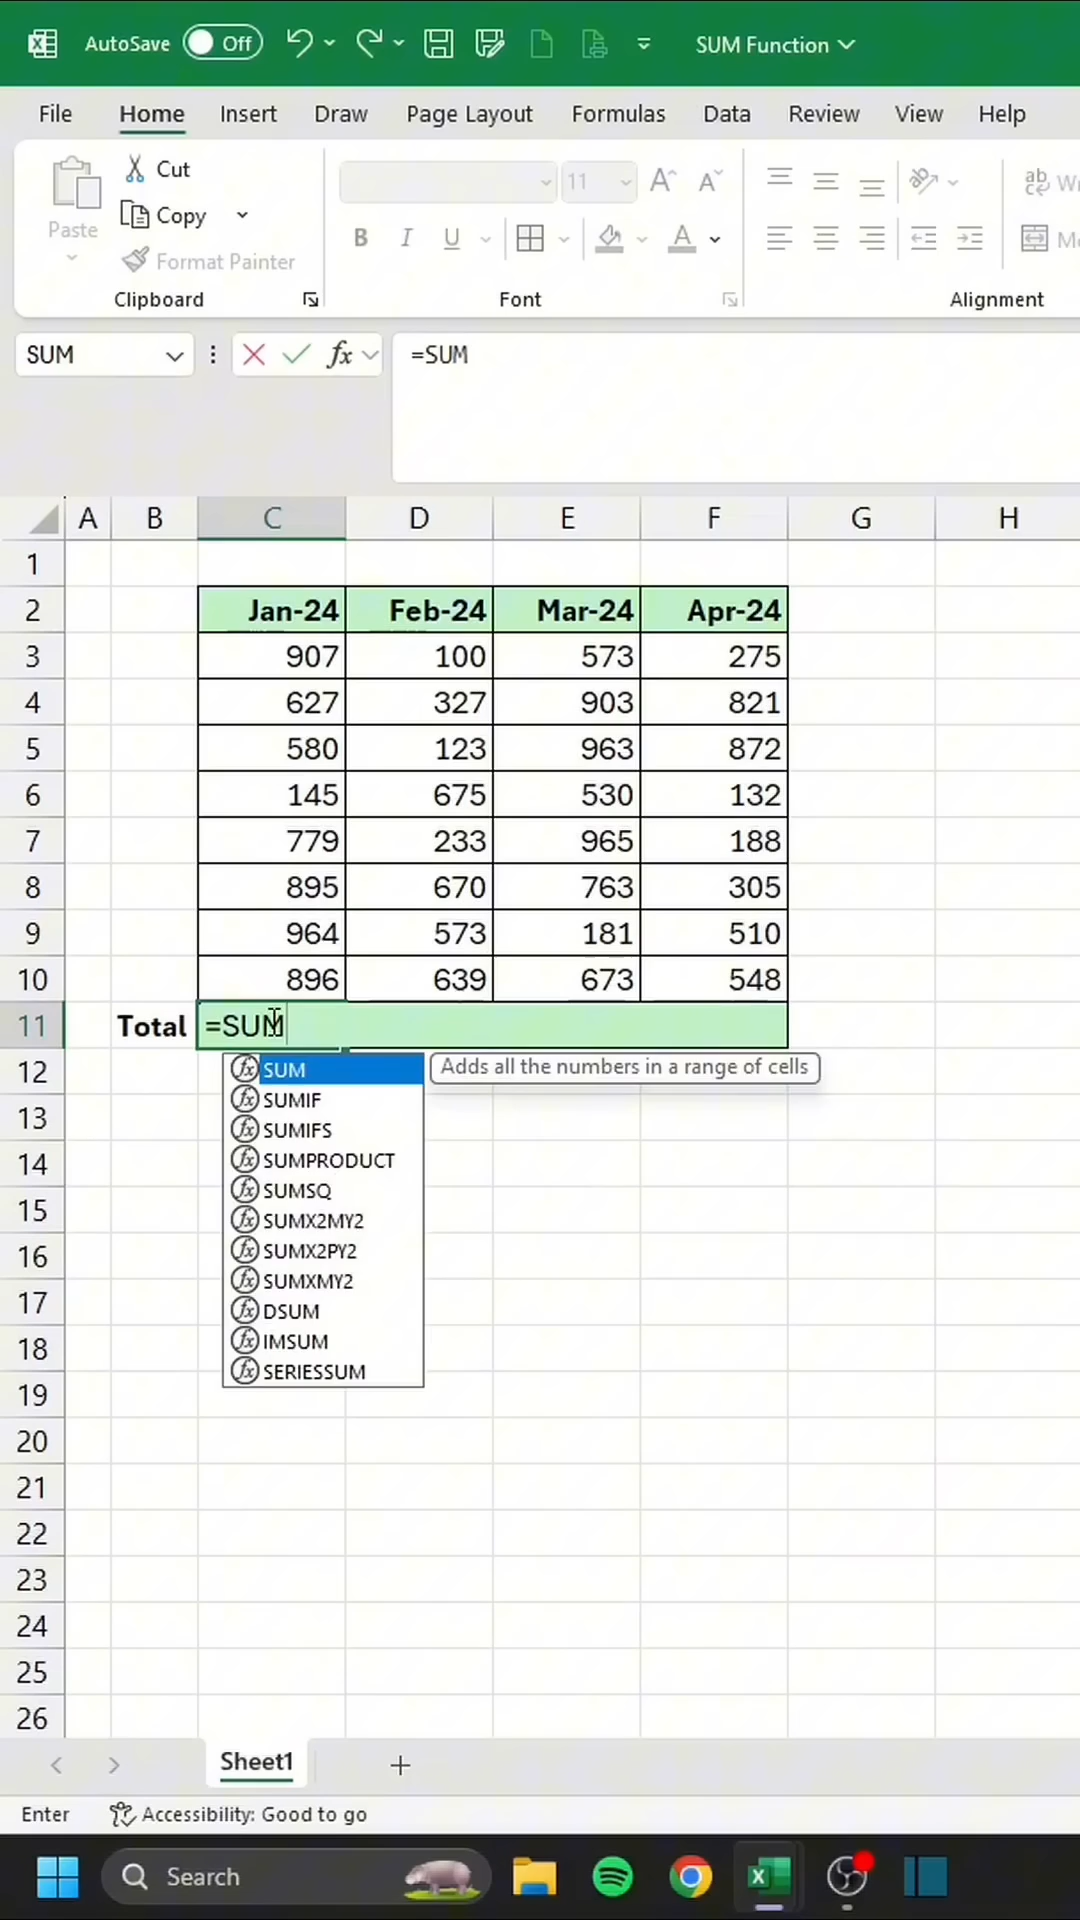 AutoSave Off SUM Function
File Home Insert Draw Page Layout Formulas Data Review View Help
Cut
Copy
Paste
Format Painter
11
B I U A
ab
Clipboard Font Alignment
SUM fx =SUM
A B C D E F G H
1
2 Jan-24 Feb-24 Mar-24 Apr-24
3 907 100 573 275
4 627 327 903 821
5 580 123 963 872
6 145 675 530 132
7 779 233 965 188
8 895 670 763 305
9 964 573 181 510
10 896 639 673 548
11 Total =SUM
12 SUM Adds all the numbers in a range of cells
SUMIF
13 SUMIFS
14 SUMPRODUCT
15 SUMSQ
SUMX2MY2
16 SUMX2PY2
17 SUMXMY2
DSUM
18 IMSUM
19 SERIESSUM
20
21
22
23
24
25
26
Sheet1
Enter Accessibility: Good to go
Search